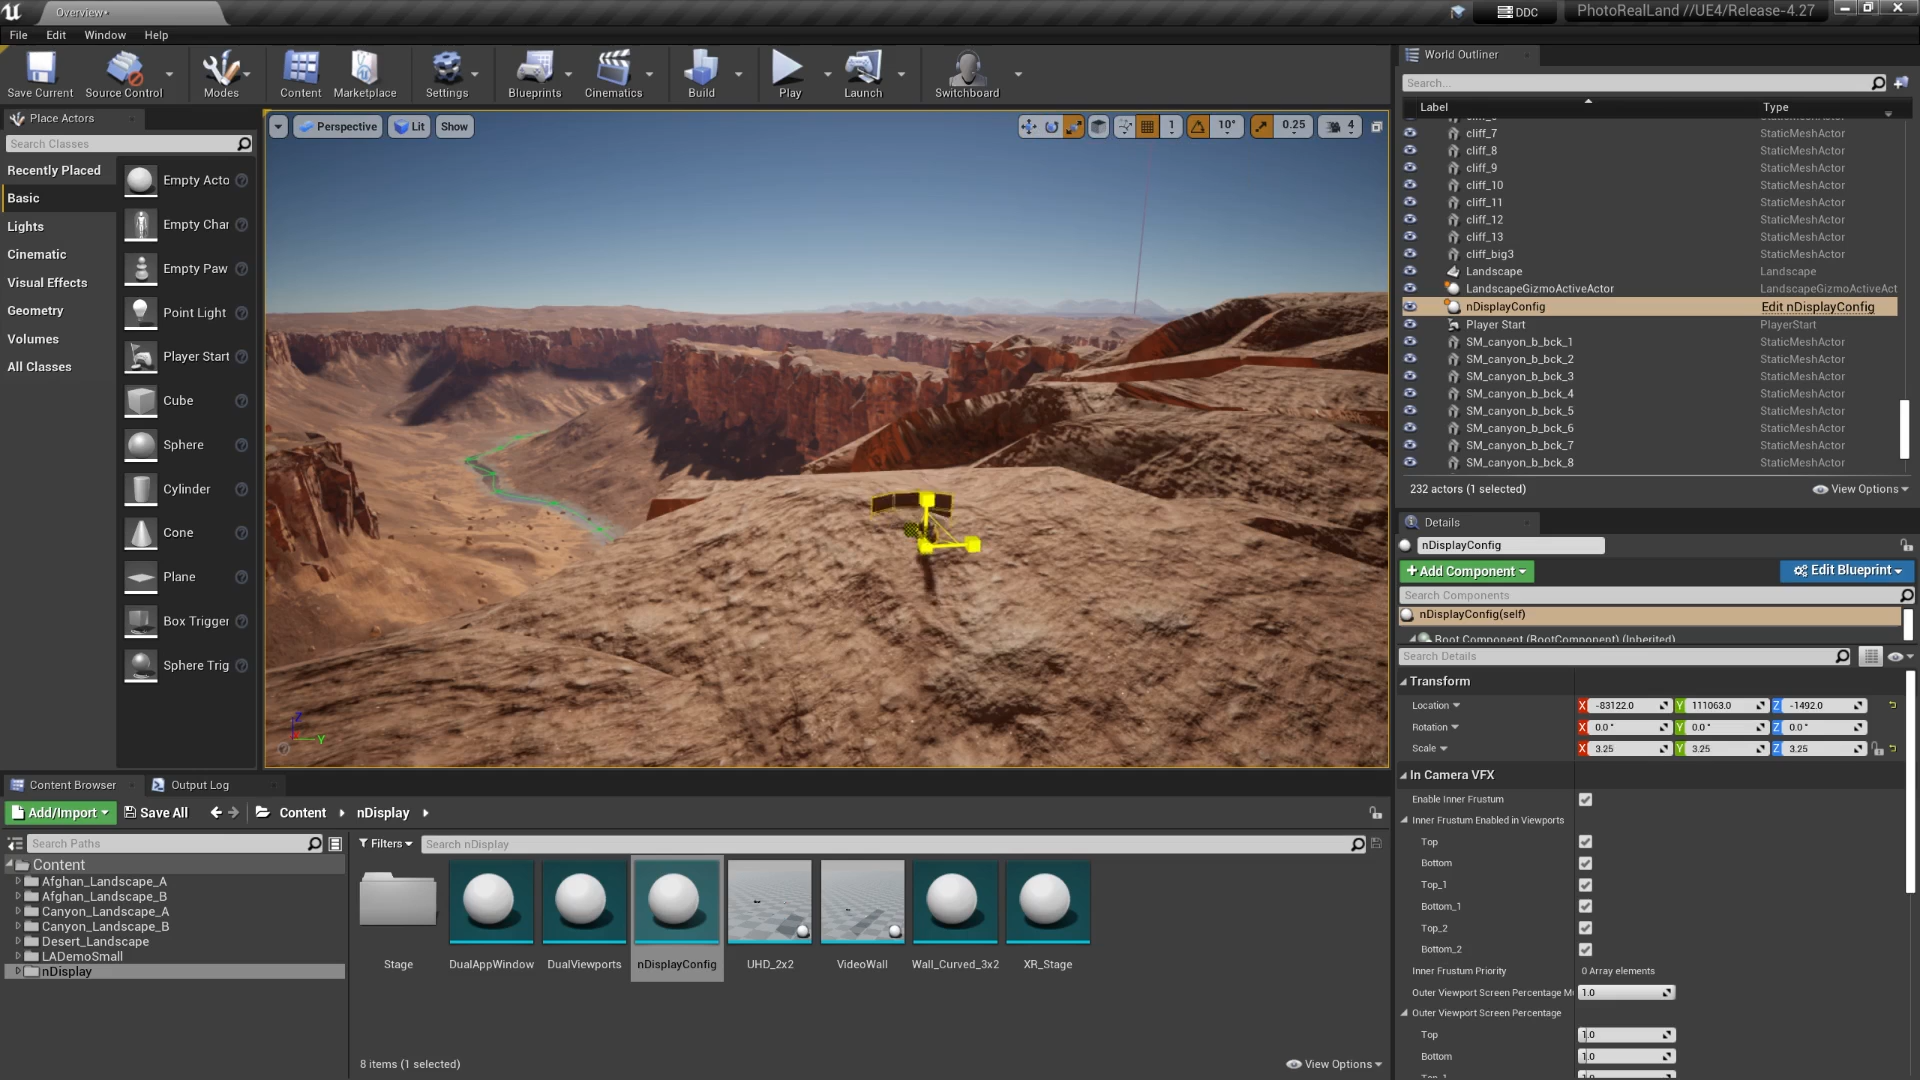 Overview•
DDC
PhotoRealLand //UE4/Release-4.27
File Edit Window Help
Save Current
Source Control
Modes
Content
Marketplace
Settings
Blueprints
Cinematics
Build
Play
Launch
Switchboard
Place Actors
Search Classes
Recently Placed
Basic
Lights
Cinematic
Visual Effects
Geometry
Volumes
All Classes
Empty Acto
Empty Char
Empty Paw
Point Light
Player Start
Cube
Sphere
Cylinder
Cone
Plane
Box Trigger
Sphere Trig
Perspective Lit Show
1 10° 0.25 4
Z
Y
World Outliner
Search...
Label Type
cliff_7 StaticMeshActor
cliff_8 StaticMeshActor
cliff_9 StaticMeshActor
cliff_10 StaticMeshActor
cliff_11 StaticMeshActor
cliff_12 StaticMeshActor
cliff_13 StaticMeshActor
cliff_big3 StaticMeshActor
Landscape Landscape
LandscapeGizmoActiveActor LandscapeGizmoActiveAct
nDisplayConfig Edit nDisplayConfig
Player Start PlayerStart
SM_canyon_b_bck_1 StaticMeshActor
SM_canyon_b_bck_2 StaticMeshActor
SM_canyon_b_bck_3 StaticMeshActor
SM_canyon_b_bck_4 StaticMeshActor
SM_canyon_b_bck_5 StaticMeshActor
SM_canyon_b_bck_6 StaticMeshActor
SM_canyon_b_bck_7 StaticMeshActor
SM_canyon_b_bck_8 StaticMeshActor
232 actors (1 selected) View Options
Details
nDisplayConfig
+Add Component Edit Blueprint
Search Components
nDisplayConfig(self)
Root Component (RootComponent) (Inherited)
Search Details
Transform
Location X -83122.0 Y 111063.0 Z -1492.0
Rotation X 0.0° Y 0.0° Z 0.0°
Scale X 3.25 Y 3.25 Z 3.25
In Camera VFX
Enable Inner Frustum
Inner Frustum Enabled in Viewports
Top
Bottom
Top_1
Bottom_1
Top_2
Bottom_2
Inner Frustum Priority 0 Array elements
Outer Viewport Screen Percentage M 1.0
Outer Viewport Screen Percentage
Top 1.0
Bottom 1.0
Content Browser Output Log
Add/Import Save All Content nDisplay
Search Paths
Content
Afghan_Landscape_A
Afghan_Landscape_B
Canyon_Landscape_A
Canyon_Landscape_B
Desert_Landscape
LADemoSmall
nDisplay
Filters Search nDisplay
Stage
DualAppWindow
DualViewports
nDisplayConfig
UHD_2x2
VideoWall
Wall_Curved_3x2
XR_Stage
8 items (1 selected) View Options